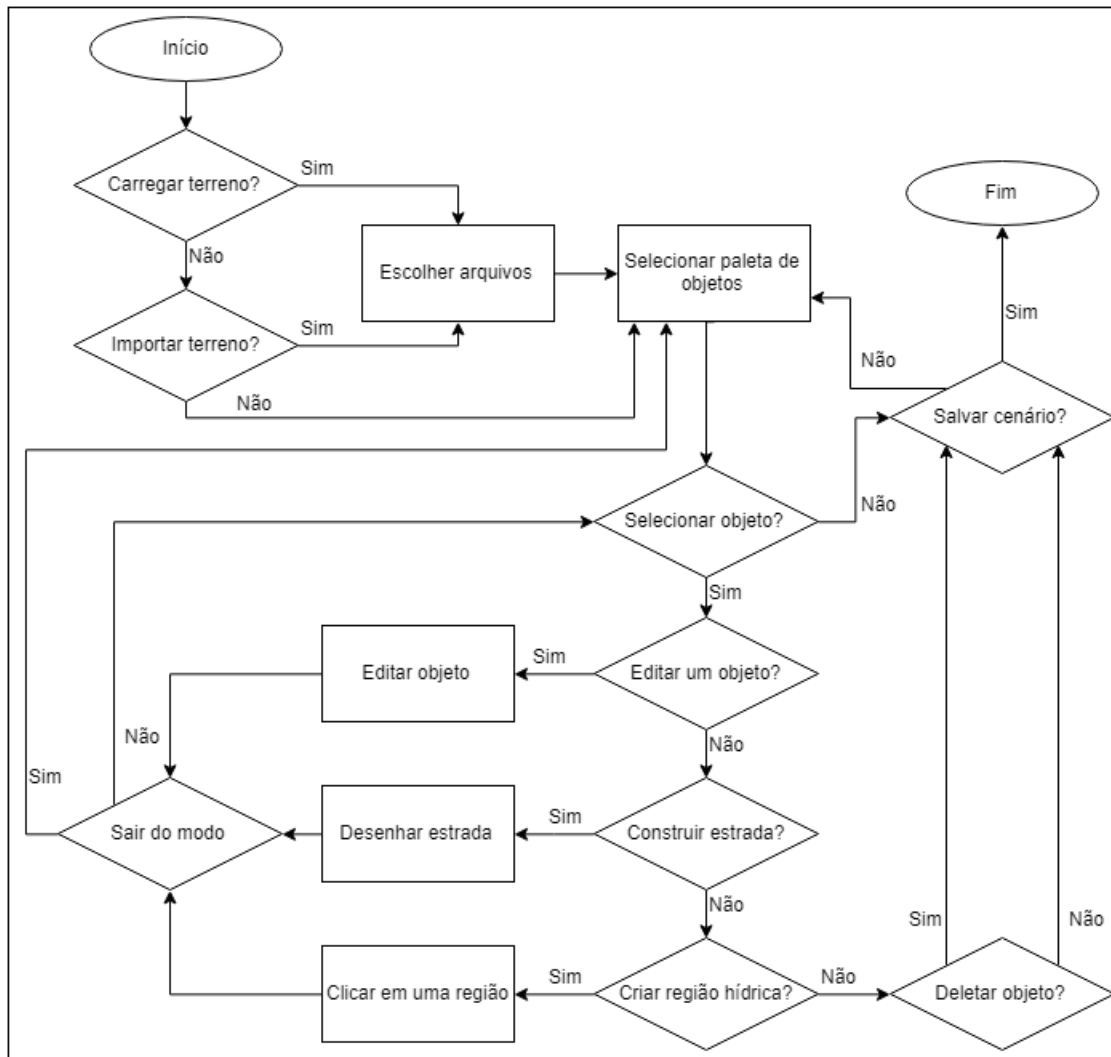 Início
Carregar terreno?
Sim
Fim
Não
Escolher arquivos
Selecionar paleta de
objetos
Importar terreno?
Sim
Sim
Não
Não
Salvar cenário?
Selecionar objeto?
Não
Sim
Editar objeto
Sim
Editar um objeto?
Não
Não
Sim
Sair do modo
Desenhar estrada
Sim
Construir estrada?
Não
Sim
Não
Clicar em uma região
Sim
Criar região hídrica?
Não
Deletar objeto?